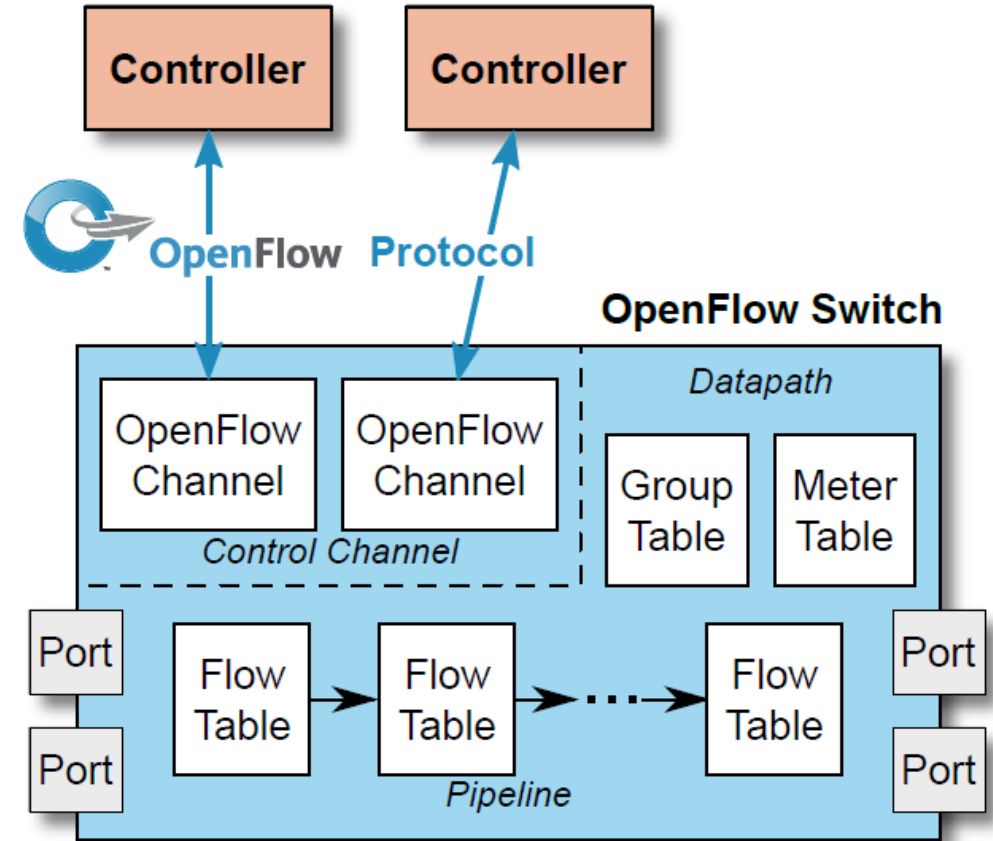 Controller
Controller
OpenFlow Protocol
™
OpenFlow Switch
OpenFlow
Channel
OpenFlow
Channel
Control Channel
Datapath
Group
Table
Meter
Table
Port
Port
Flow
Table
Flow
Table
...
Flow
Table
Pipeline
Port
Port